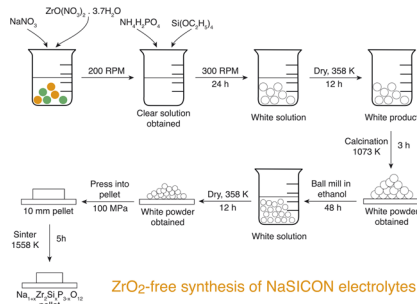 ZrO(NO3)2 . 3.7H2O
NaNO3
NH4H2PO4
Si(OC2H5)4
200 RPM
300 RPM
24 h
Dry, 358 K
12 h
Clear solution
obtained
White solution
White product
Calcination
1073 K
3 h
Press into
pellet
100 MPa
Dry, 358 K
12 h
Ball mill in
ethanol
48 h
10 mm pellet
White powder
obtained
White solution
White powder
obtained
Sinter
1558 K
5h
Na1+xZr2SixP3-xO12
pellet
ZrO2-free synthesis of NaSICON electrolytes